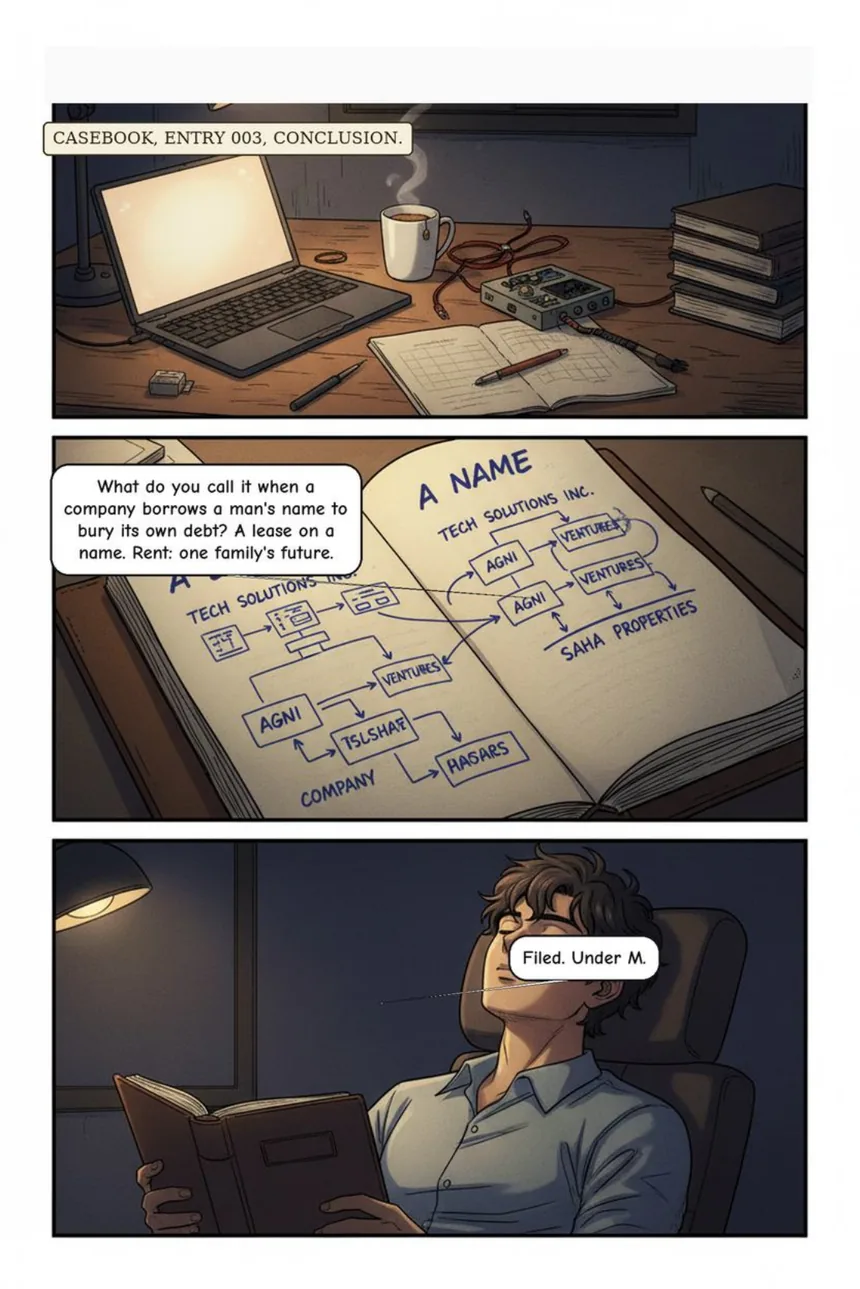 CASEBOOK, ENTRY 003, CONCLUSION.
What do you call it when a
company borrows a man's name to
bury its own debt? A lease on a
name. Rent: one family's future.
A
TECH SOLUTIONS INC.
VENTURES
AGNI
TSLSHAE
HASARS
COMPANY
A NAME
TECH SOLUTIONS INC.
AGNI
VENTURES
AGNI
VENTURES
SAHA PROPERTIES
Filed. Under M.